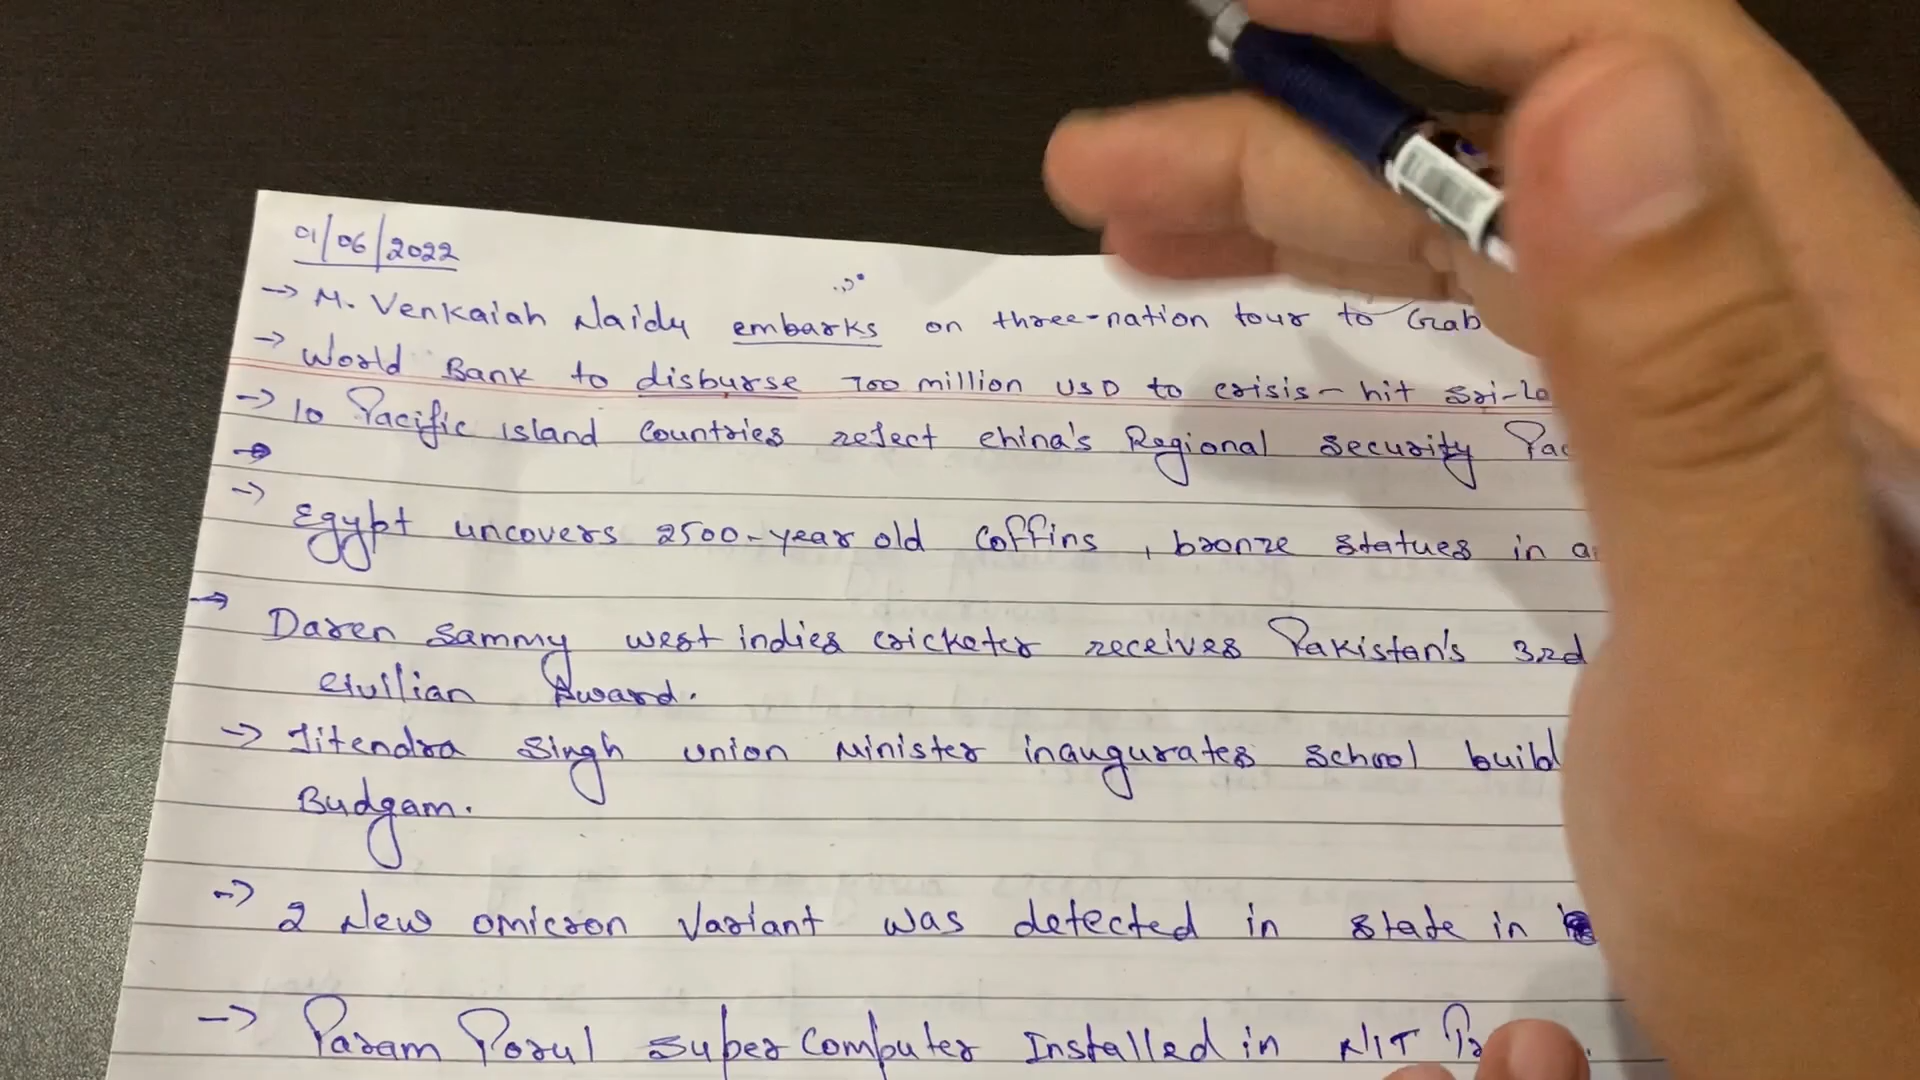 01/06/2022
→ M. Venkaiah Naidu embarks on three-nation tour to Gab
→ World Bank to disburse 700 million USD to crisis-hit Sri-La
→ 10 Pacific island Countries reject china's Regional security Pac
→
→ Egypt uncovers 2500-year old Coffins, bronze statues in a
→ Daren Sammy west indies cricketer receives Pakistan's 3rd
civilian Award.
→ Jitendra Singh union Minister inaugurates school build
Budgam.
→ 2 New omicron Variant was detected in state in
→ Param Porul super Computer Installed in NIT